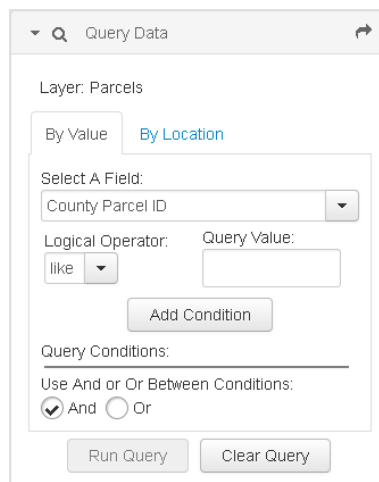 Query Data
Layer: Parcels
By Value By Location
Select A Field:
County Parcel ID
Logical Operator: Query Value:
like
Add Condition
Query Conditions:
Use And or Or Between Conditions:
And Or
Run Query Clear Query